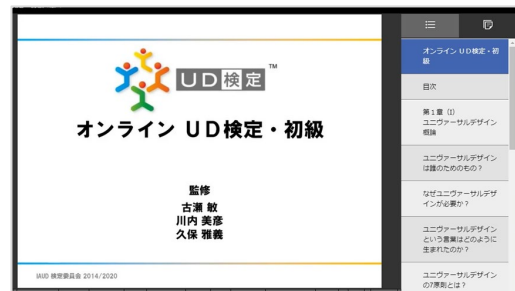 UD検定™
オンライン UD検定・初級
監修
古瀬 敏
川内 美彦
久保 雅義
IAUD 検定委員会 2014/2020
オンライン UD検定・初
級
目次
第1章 (I)
ユニヴァーサルデザイン
概論
ユニヴァーサルデザイン
は誰のためのもの?
なぜユニヴァーサルデザ
インが必要か?
ユニヴァーサルデザイン
という言葉はどのように
生まれたのか?
ユニヴァーサルデザイン
の7原則とは?